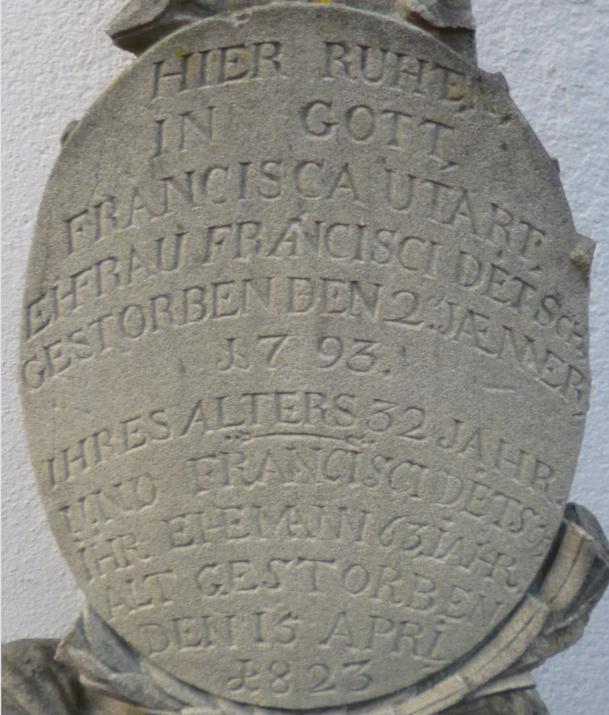 HIER RUHEN
IN GOTT,
FRANCISCA UTART,
EHFRAU FRANCISCI DETSCH,
GESTORBEN DEN 2. JÆNNER,
1793.
IHRES ALTERS 32 JAHR.
UND FRANCISCI DETSCH
IHR EHEMANN 63 JAHR.
ALT GESTORBEN
DEN 15 APRIL
1823